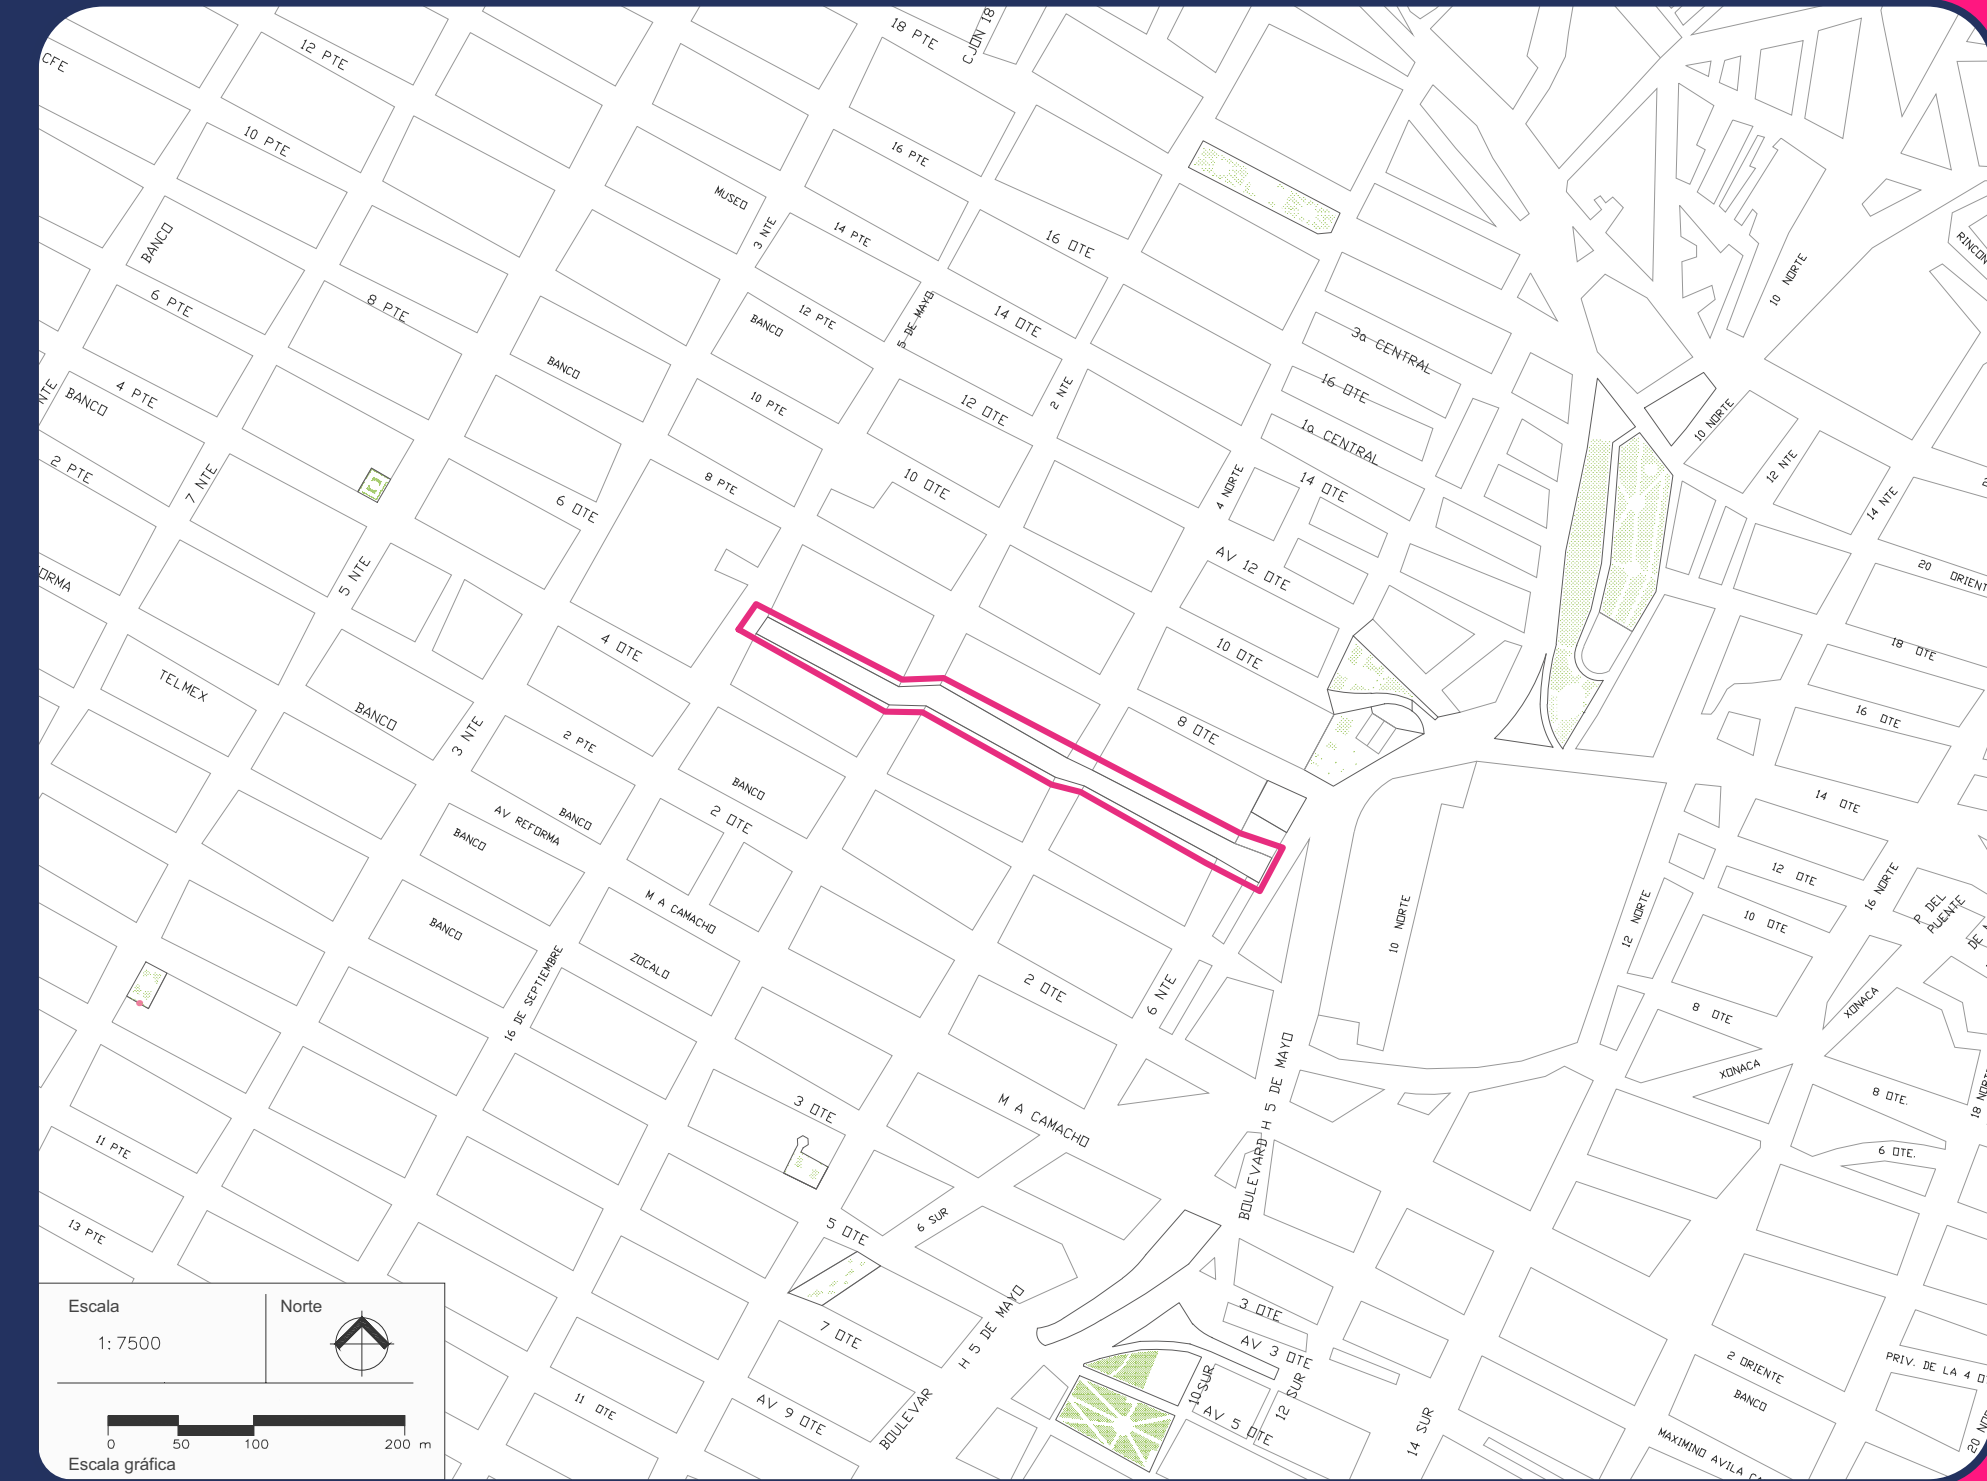 18 PTE
CJON 18
12 PTE
CFE
10 PTE
16 PTE
MUSEO
3 NTE
14 PTE
16 OTE
BANCO
10 NORTE
6 PTE
8 PTE
12 PTE
BANCO
5 DE MAYO
14 OTE
3a CENTRAL
BANCO
16 OTE
4 PTE
BANCO
10 PTE
12 OTE
2 NTE
1a CENTRAL
10 NORTE
2 PTE
7 NTE
8 PTE
10 OTE
4 NORTE
14 OTE
12 NTE
14 NTE
6 OTE
5 NTE
AV 12 OTE
20 ORIENT
ORMA
4 OTE
10 OTE
18 OTE
TELMEX
BANCO
3 NTE
2 PTE
8 OTE
16 OTE
BANCO
2 OTE
14 OTE
AV REFORMA
BANCO
BANCO
12 OTE
16 NORTE
M A CAMACHO
BANCO
10 NORTE
12 NORTE
10 OTE
P. DEL
PUENTE
ZOCALO
16 DE SEPTIEMBRE
2 OTE
6 NTE
XONACA
8 OTE
XONACA
3 OTE
M A CAMACHO
BOULEVARD H 5 DE MAYO
8 OTE.
18 NOR
6 OTE.
11 PTE
13 PTE
5 OTE
6 SUR
7 OTE
H 5 DE MAYO
BOULEVAR
3 OTE
AV 3 OTE
10 SUR
12 SUR
AV 5 OTE
14 SUR
2 ORIENTE
BANCO
PRIV. DE LA 4 O
20 NOR
MAXIMINO AVILA CA
11 OTE
AV 9 OTE
RINCON
Escala
1:7500
Norte
0 50 100 200 m
Escala gráfica